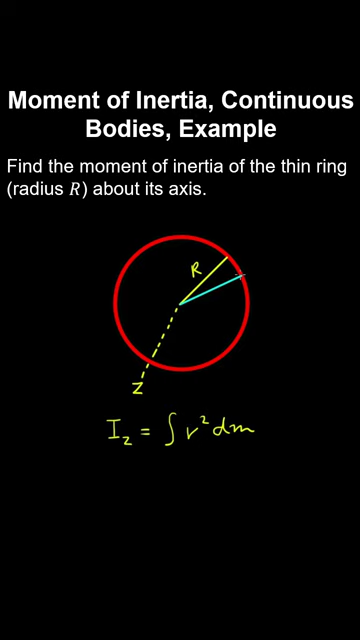 Moment of Inertia, Continuous
Bodies, Example
Find the moment of inertia of the thin ring
(radius R) about its axis.
R
z
I_z = ∫ r² dm